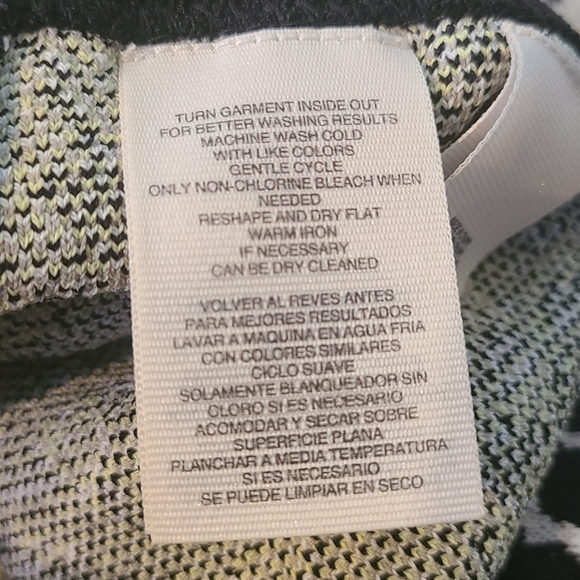 TURN GARMENT INSIDE OUT
FOR BETTER WASHING RESULTS
MACHINE WASH COLD
WITH LIKE COLORS
GENTLE CYCLE
ONLY NON-CHLORINE BLEACH WHEN
NEEDED
RESHAPE AND DRY FLAT
WARM IRON
IF NECESSARY
CAN BE DRY CLEANED
VOLVER AL REVES ANTES
PARA MEJORES RESULTADOS
LAVAR A MAQUINA EN AGUA FRIA
CON COLORES SIMILARES
CICLO SUAVE
SOLAMENTE BLANQUEADOR SIN
CLORO SI ES NECESARIO
ACOMODAR Y SECAR SOBRE
SUPERFICIE PLANA
PLANCHAR A MEDIA TEMPERATURA
SI ES NECESARIO
SE PUEDE LIMPIAR EN SECO